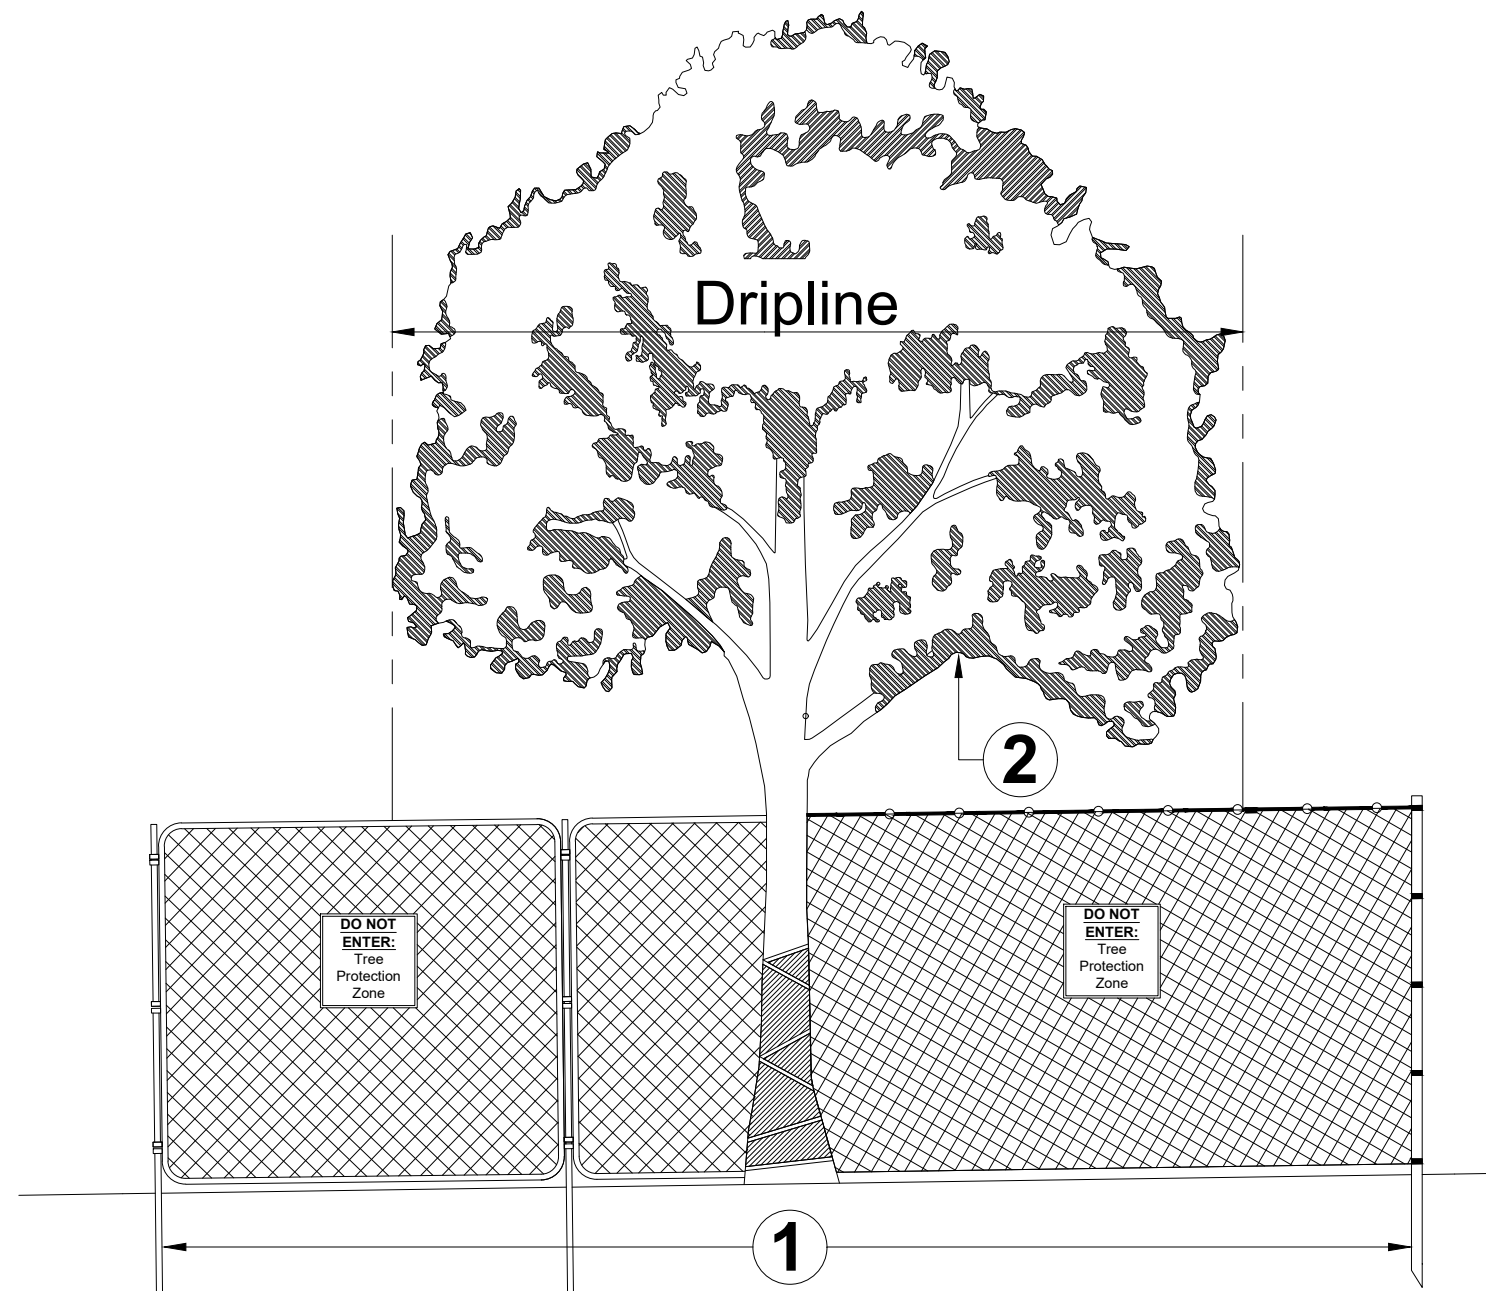 Dripline
2
DO NOT
ENTER:
Tree
Protection
Zone
DO NOT
ENTER:
Tree
Protection
Zone
1